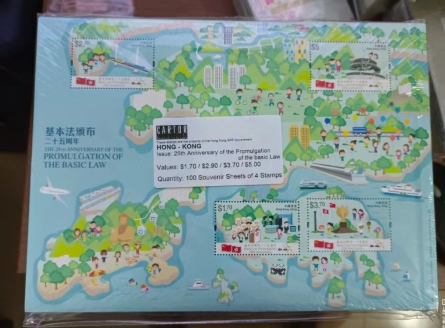 $2.90
$5
基本法頒布
二十五周年
THE 25th ANNIVERSARY OF THE
PROMULGATION OF
THE BASIC LAW
CARTOR
HONG - KONG
Issue: 25th Anniversary of the Promulgation
of the basic Law
Values: $1.70 / $2.90 / $3.70 / $5.00
Quantity: 100 Souvenir Sheets of 4 Stamps
$1.70
$3.70